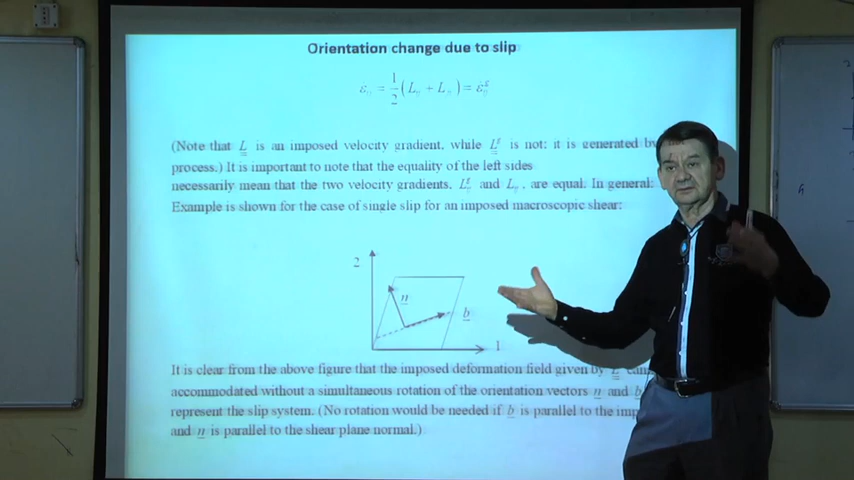 Orientation change due to slip
= 1/2 ( L + L ) =
(Note that L is an imposed velocity gradient, while L^g is not; it is generated by
process.) It is important to note that the equality of the left sides
necessarily mean that the two velocity gradients, L^g and L, are equal. In general:
Example is shown for the case of single slip for an imposed macroscopic shear:
2
n
b
1
It is clear from the above figure that the imposed deformation field given by L
accommodated without a simultaneous rotation of the orientation vectors n and b
represent the slip system. (No rotation would be needed if b is parallel to the
and n is parallel to the shear plane normal.)